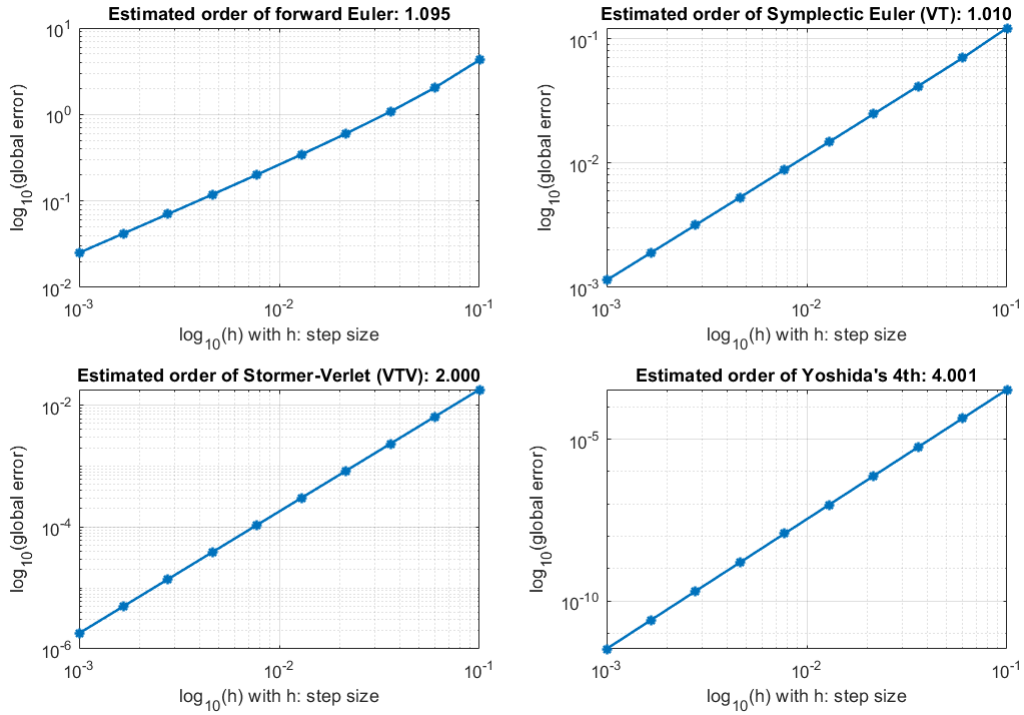 Estimated order of forward Euler: 1.095
log10(global error)
10^1
10^0
10^-1
10^-2
10^-3
10^-2
10^-1
log10(h) with h: step size
Estimated order of Symplectic Euler (VT): 1.010
log10(global error)
10^-1
10^-2
10^-3
10^-3
10^-2
10^-1
log10(h) with h: step size
Estimated order of Stormer-Verlet (VTV): 2.000
log10(global error)
10^-2
10^-4
10^-6
10^-3
10^-2
10^-1
log10(h) with h: step size
Estimated order of Yoshida's 4th: 4.001
log10(global error)
10^-5
10^-10
10^-3
10^-2
10^-1
log10(h) with h: step size